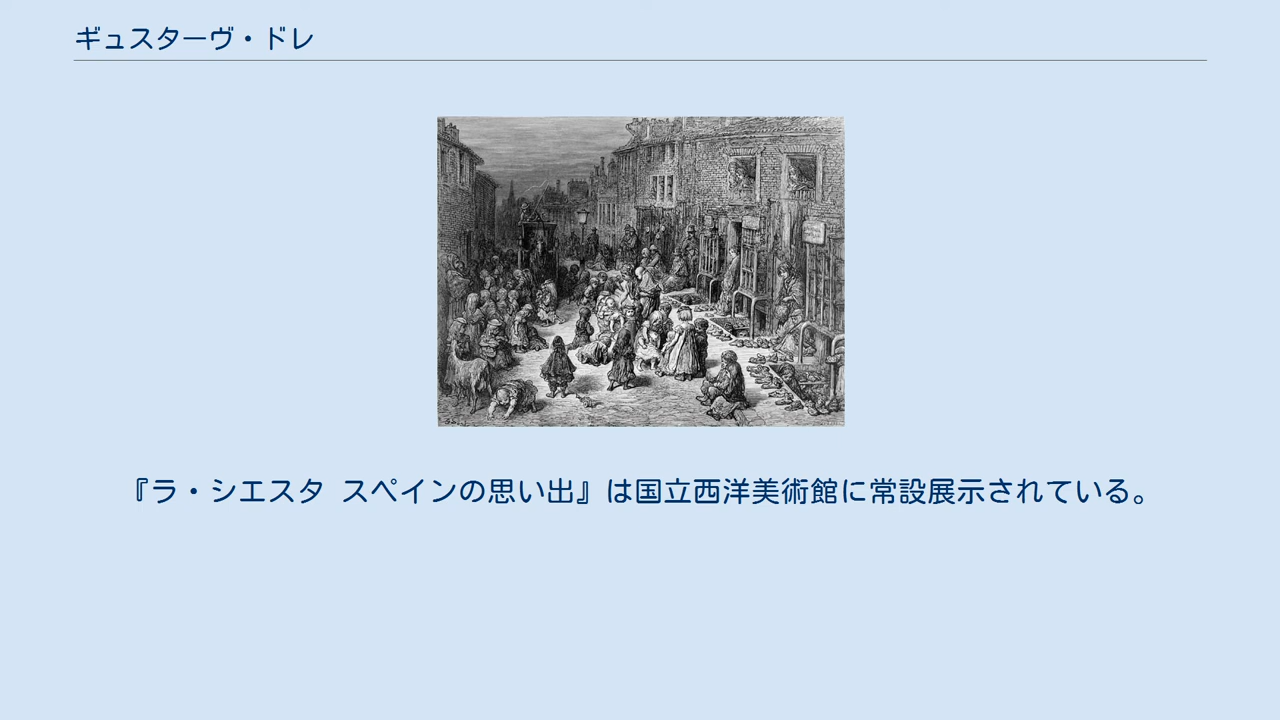 ギュスターヴ・ドレ
『ラ・シエスタ スペインの思い出』は国立西洋美術館に常設展示されている。